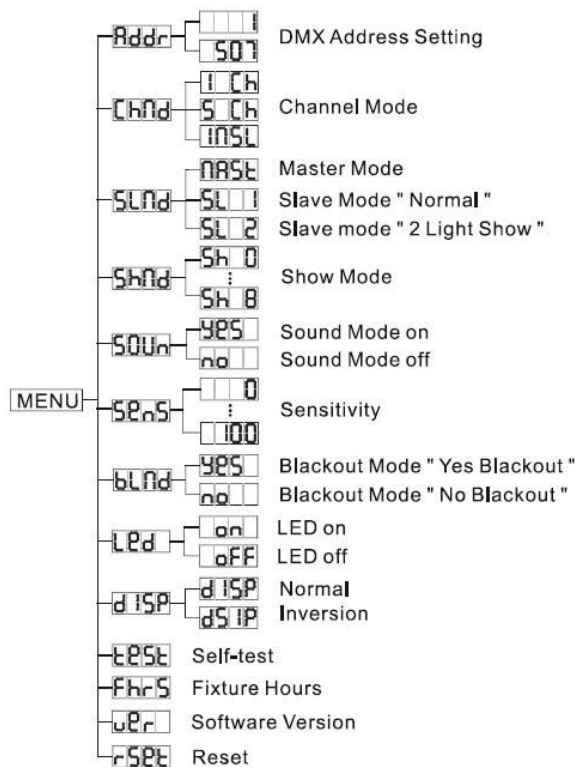 Addr 1 DMX Address Setting
507
ChMd 1 Ch Channel Mode
5 Ch
INSL
MASt Master Mode
SLMd SL 1 Slave Mode " Normal "
SL 2 Slave mode " 2 Light Show "
Sh 0
ShMd ⋮ Show Mode
Sh 8
SOUn yes Sound Mode on
no Sound Mode off
MENU
0
SenS ⋮ Sensitivity
100
bLMd yes Blackout Mode " Yes Blackout "
no Blackout Mode " No Blackout "
Led on LED on
oFF LED off
dISP dISP Normal
dSIP Inversion
teSt Self-test
FhrS Fixture Hours
ver Software Version
rSet Reset